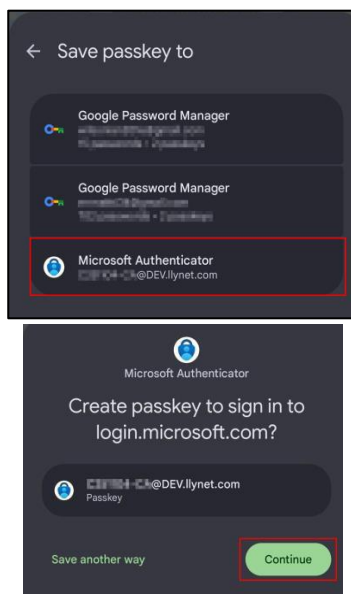 ← Save passkey to
Google Password Manager
Google Password Manager
Microsoft Authenticator
@DEV.llynet.com
Microsoft Authenticator
Create passkey to sign in to
login.microsoft.com?
@DEV.llynet.com
Passkey
Save another way
Continue